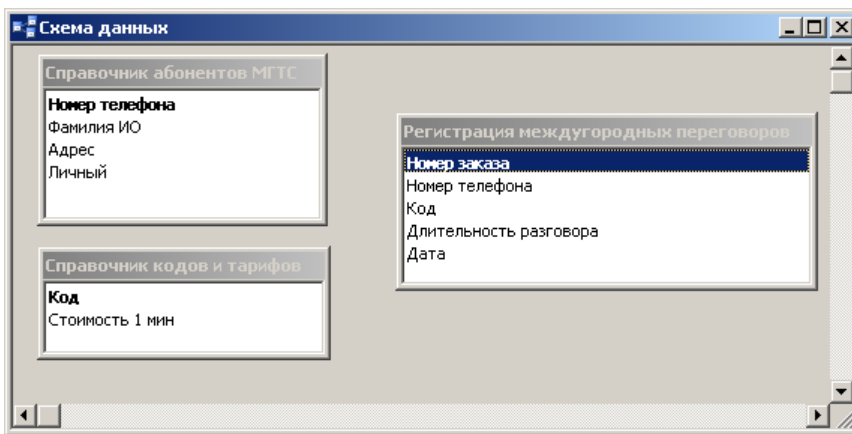 Схема данных
Справочник абонентов МГТС
Номер телефона
Фамилия ИО
Адрес
Личный
Регистрация междугородных переговоров
Номер заказа
Номер телефона
Код
Длительность разговора
Дата
Справочник кодов и тарифов
Код
Стоимость 1 мин